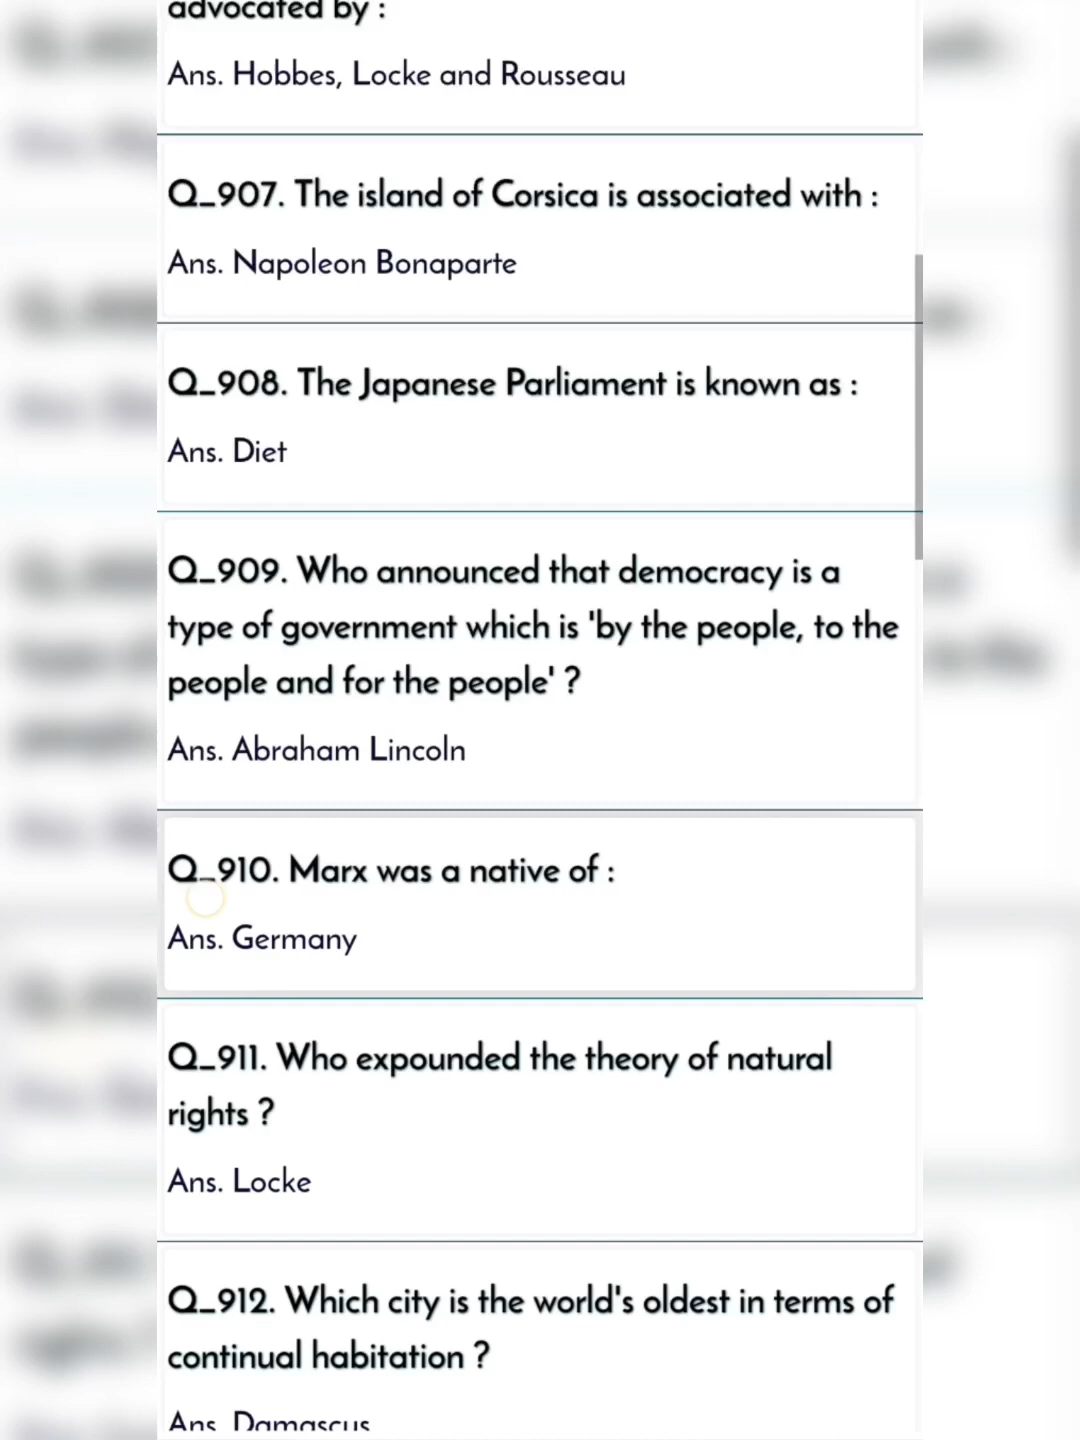 advocated by :
Ans. Hobbes, Locke and Rousseau
Q_907. The island of Corsica is associated with :
Ans. Napoleon Bonaparte
Q_908. The Japanese Parliament is known as :
Ans. Diet
Q_909. Who announced that democracy is a
type of government which is 'by the people, to the
people and for the people' ?
Ans. Abraham Lincoln
Q_910. Marx was a native of :
Ans. Germany
Q_911. Who expounded the theory of natural
rights ?
Ans. Locke
Q_912. Which city is the world's oldest in terms of
continual habitation ?
Ans. Damascus